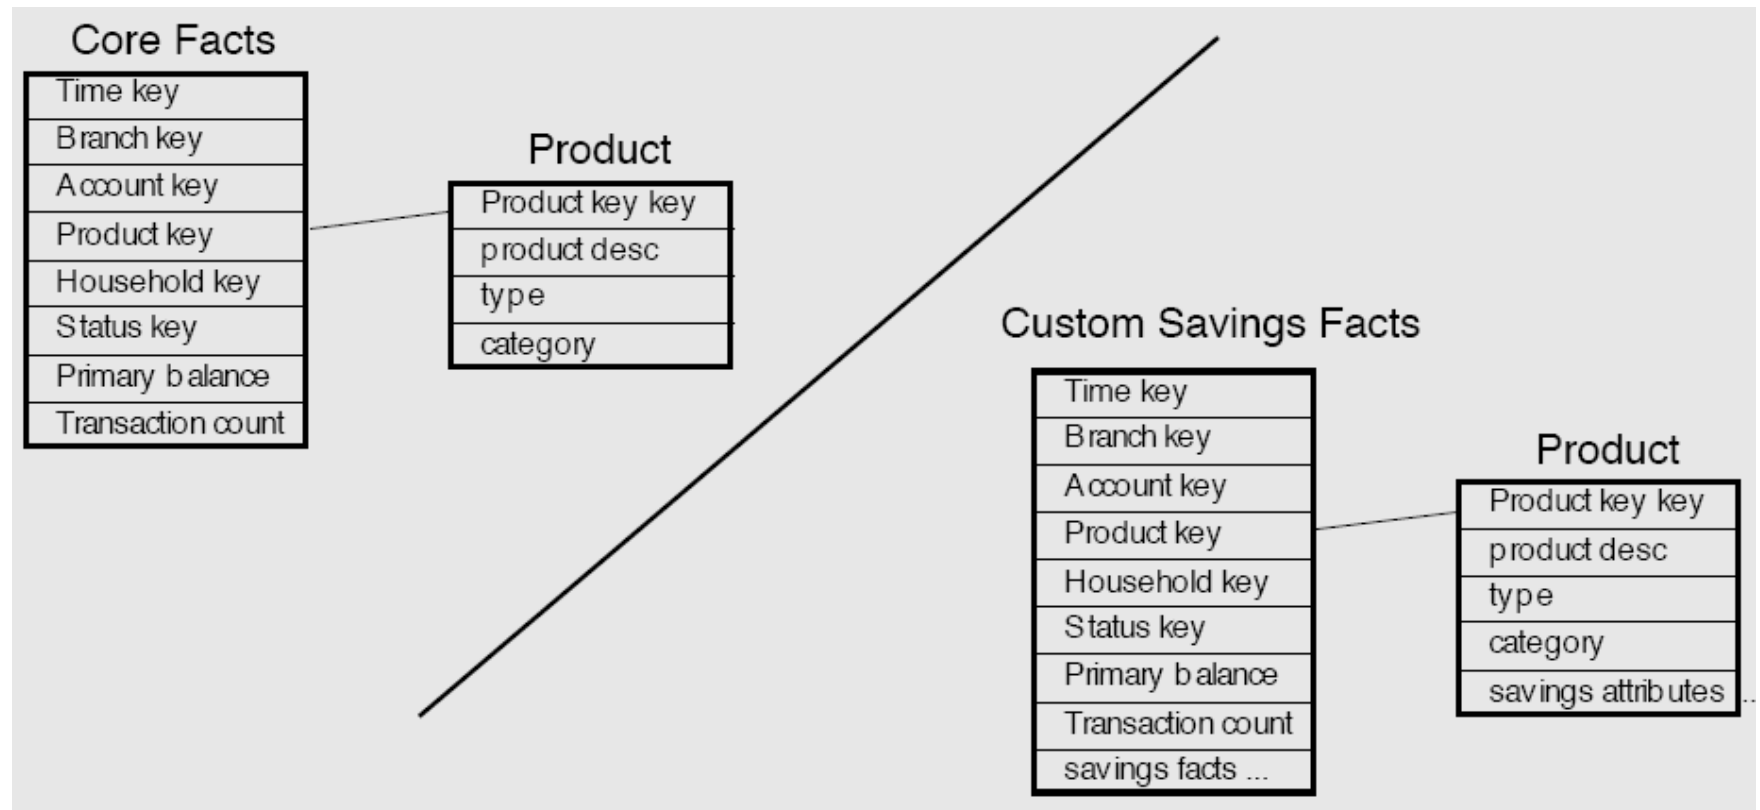 Core Facts
Time key
Branch key
Account key
Product key
Household key
Status key
Primary balance
Transaction count
Product
Product key key
product desc
type
category
Custom Savings Facts
Time key
Branch key
Account key
Product key
Household key
Status key
Primary balance
Transaction count
savings facts ...
Product
Product key key
product desc
type
category
savings attributes ...